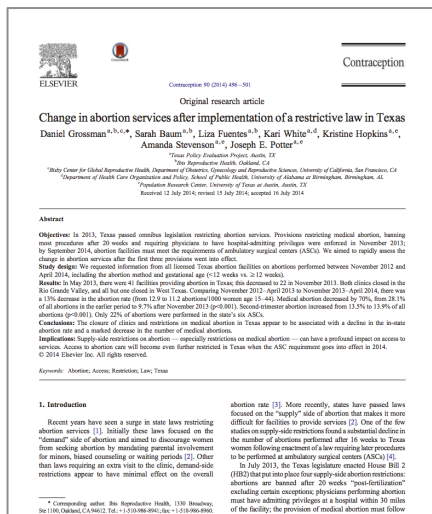 ELSEVIER
CrossMark
Contraception
Contraception 90 (2014) 496–501
Original research article
Change in abortion services after implementation of a restrictive law in Texas
Daniel Grossman a,b,c,⁎, Sarah Baum a,b, Liza Fuentes a,b, Kari White a,d, Kristine Hopkins a,e,
Amanda Stevenson a,e, Joseph E. Potter a,e
aTexas Policy Evaluation Project, Austin, TX
bIbis Reproductive Health, Oakland, CA
cBixby Center for Global Reproductive Health, Department of Obstetrics, Gynecology and Reproductive Sciences, University of California, San Francisco, CA
dDepartment of Health Care Organization and Policy, School of Public Health, University of Alabama at Birmingham, Birmingham, AL
ePopulation Research Center, University of Texas at Austin, Austin, TX
Received 12 July 2014; revised 15 July 2014; accepted 16 July 2014
Abstract
Objectives: In 2013, Texas passed omnibus legislation restricting abortion services. Provisions restricting medical abortion, banning
most procedures after 20 weeks and requiring physicians to have hospital-admitting privileges were enforced in November 2013;
by September 2014, abortion facilities must meet the requirements of ambulatory surgical centers (ASCs). We aimed to rapidly assess the
change in abortion services after the first three provisions went into effect.
Study design: We requested information from all licensed Texas abortion facilities on abortions performed between November 2012 and
April 2014, including the abortion method and gestational age (<12 weeks vs. ≥12 weeks).
Results: In May 2013, there were 41 facilities providing abortion in Texas; this decreased to 22 in November 2013. Both clinics closed in the
Rio Grande Valley, and all but one closed in West Texas. Comparing November 2012–April 2013 to November 2013–April 2014, there was
a 13% decrease in the abortion rate (from 12.9 to 11.2 abortions/1000 women age 15–44). Medical abortion decreased by 70%, from 28.1%
of all abortions in the earlier period to 9.7% after November 2013 (p<0.001). Second-trimester abortion increased from 13.5% to 13.9% of all
abortions (p<0.001). Only 22% of abortions were performed in the state's six ASCs.
Conclusions: The closure of clinics and restrictions on medical abortion in Texas appear to be associated with a decline in the in-state
abortion rate and a marked decrease in the number of medical abortions.
Implications: Supply-side restrictions on abortion — especially restrictions on medical abortion — can have a profound impact on access to
services. Access to abortion care will become even further restricted in Texas when the ASC requirement goes into effect in 2014.
© 2014 Elsevier Inc. All rights reserved.
Keywords: Abortion; Access; Restriction; Law; Texas
1. Introduction
Recent years have seen a surge in state laws restricting
abortion services [1]. Initially these laws focused on the
“demand” side of abortion and aimed to discourage women
from seeking abortion by mandating parental involvement
for minors, biased counseling or waiting periods [2]. Other
than laws requiring an extra visit to the clinic, demand-side
restrictions appear to have minimal effect on the overall
⁎ Corresponding author. Ibis Reproductive Health, 1330 Broadway,
Ste 1100, Oakland, CA 94612. Tel.: +1-510-986-8941; fax: +1-510-986-8960.
abortion rate [3]. More recently, states have passed laws
focused on the “supply” side of abortion that makes it more
difficult for facilities to provide services [2]. One of the few
studies on supply-side restrictions found a substantial decline in
the number of abortions performed after 16 weeks to Texas
women following enactment of a law requiring later procedures
to be performed at ambulatory surgical centers (ASCs) [4].
In July 2013, the Texas legislature enacted House Bill 2
(HB2) that put into place four supply-side abortion restrictions:
abortions are banned after 20 weeks “post-fertilization”
excluding certain exceptions; physicians performing abortion
must have admitting privileges at a hospital within 30 miles
of the facility; the provision of medical abortion must follow